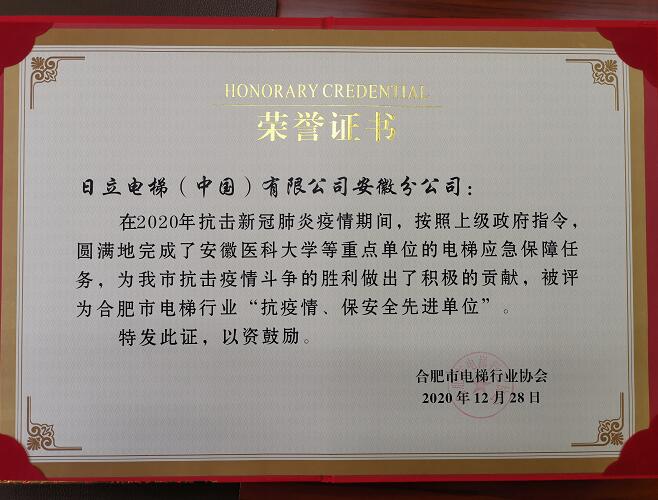 HONORARY CREDENTIAL
荣誉证书
日立电梯（中国）有限公司安徽分公司：
在2020年抗击新冠肺炎疫情期间，按照上级政府指令，
圆满地完成了安徽医科大学等重点单位的电梯应急保障任
务，为我市抗击疫情斗争的胜利做出了积极的贡献，被评
为合肥市电梯行业“抗疫情、保安全先进单位”。
特发此证，以资鼓励。
合肥市电梯行业协会
2020年12月28日